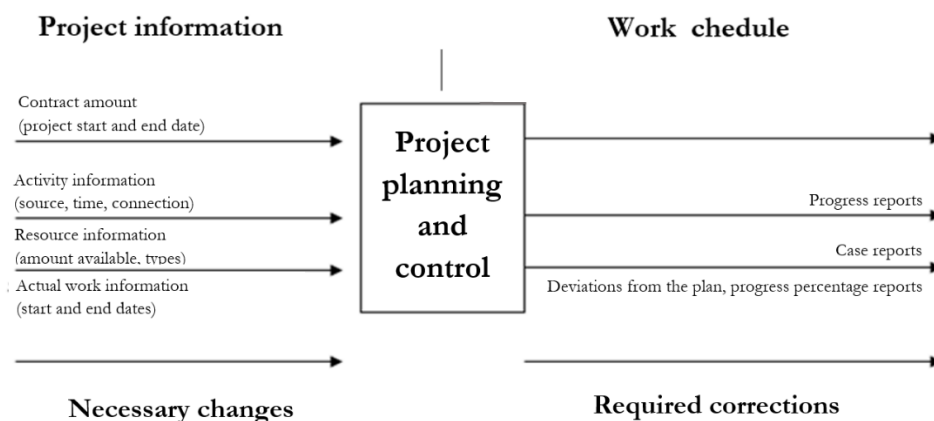 Project information
Work chedule
Contract amount
(project start and end date)
Activity information
(source, time, connection)
Resource information
(amount available, types)
Actual work information
(start and end dates)
Project
planning
and
control
Progress reports
Case reports
Deviations from the plan, progress percentage reports
Necessary changes
Required corrections